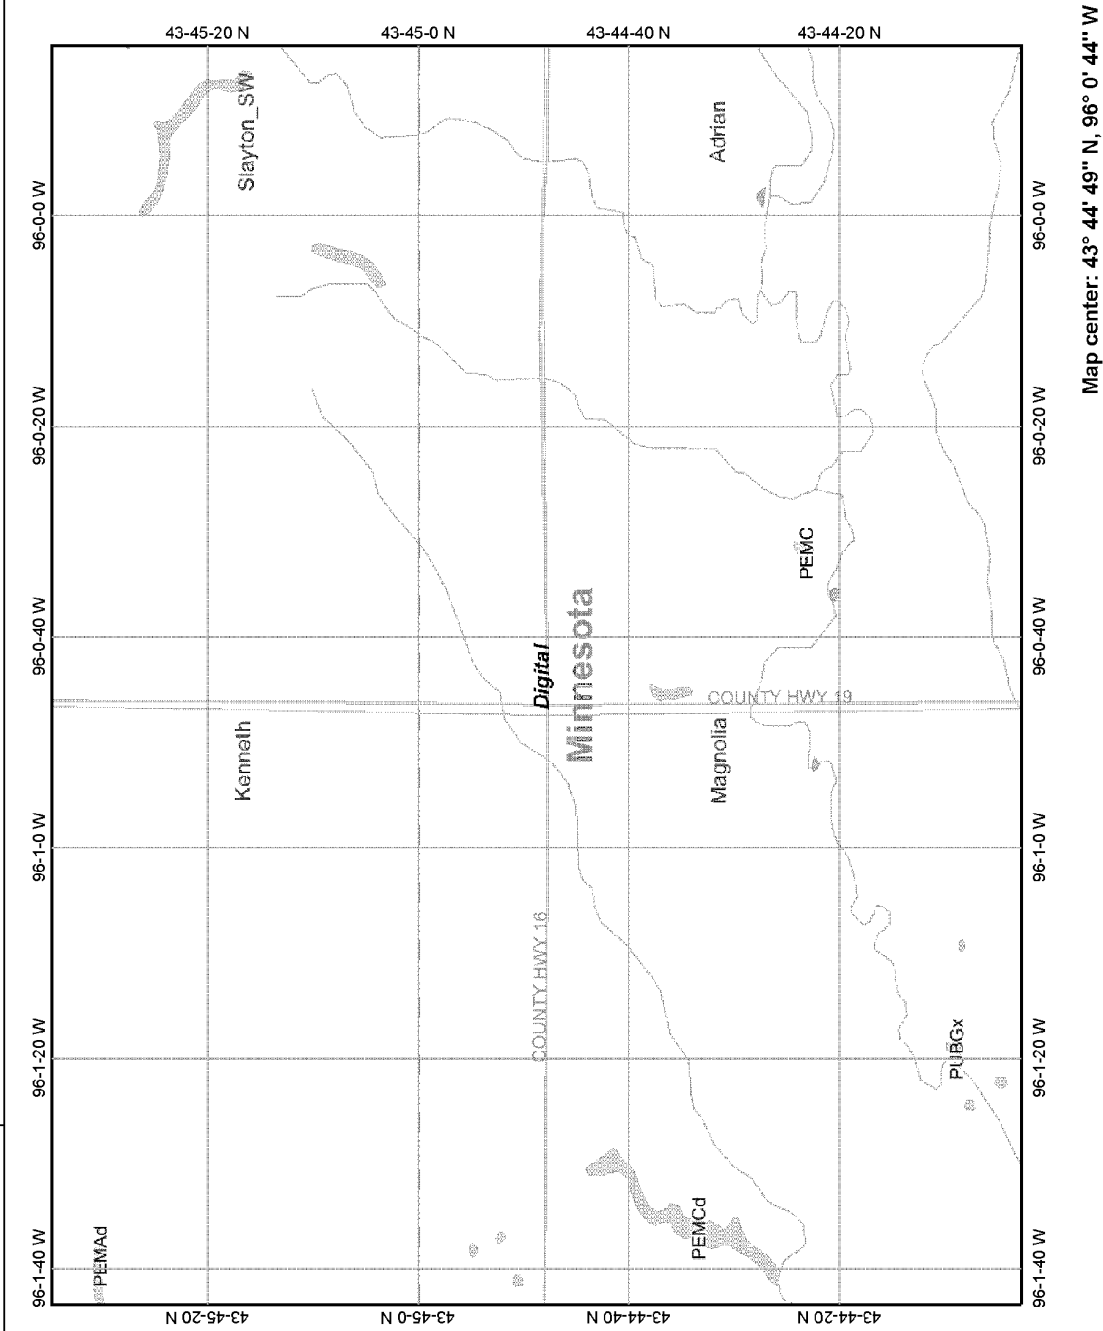 43-45-20 N
43-45-0 N
43-44-40 N
43-44-20 N
Slayton_SW
Adrian
96-0-0 W
96-0-0 W
96-0-20 W
96-0-20 W
PEMC
96-0-40 W
96-0-40 W
Digital
Minnesota
COUNTY HWY 19
Kenneth
Magnolia
96-1-0 W
96-1-0 W
COUNTY HWY 16
96-1-20 W
PUBGx
96-1-20 W
PEMAd
PEMCd
96-1-40 W
96-1-40 W
43-45-20 N
43-45-0 N
43-44-40 N
43-44-20 N
Map center: 43° 44' 49" N, 96° 0' 44" W